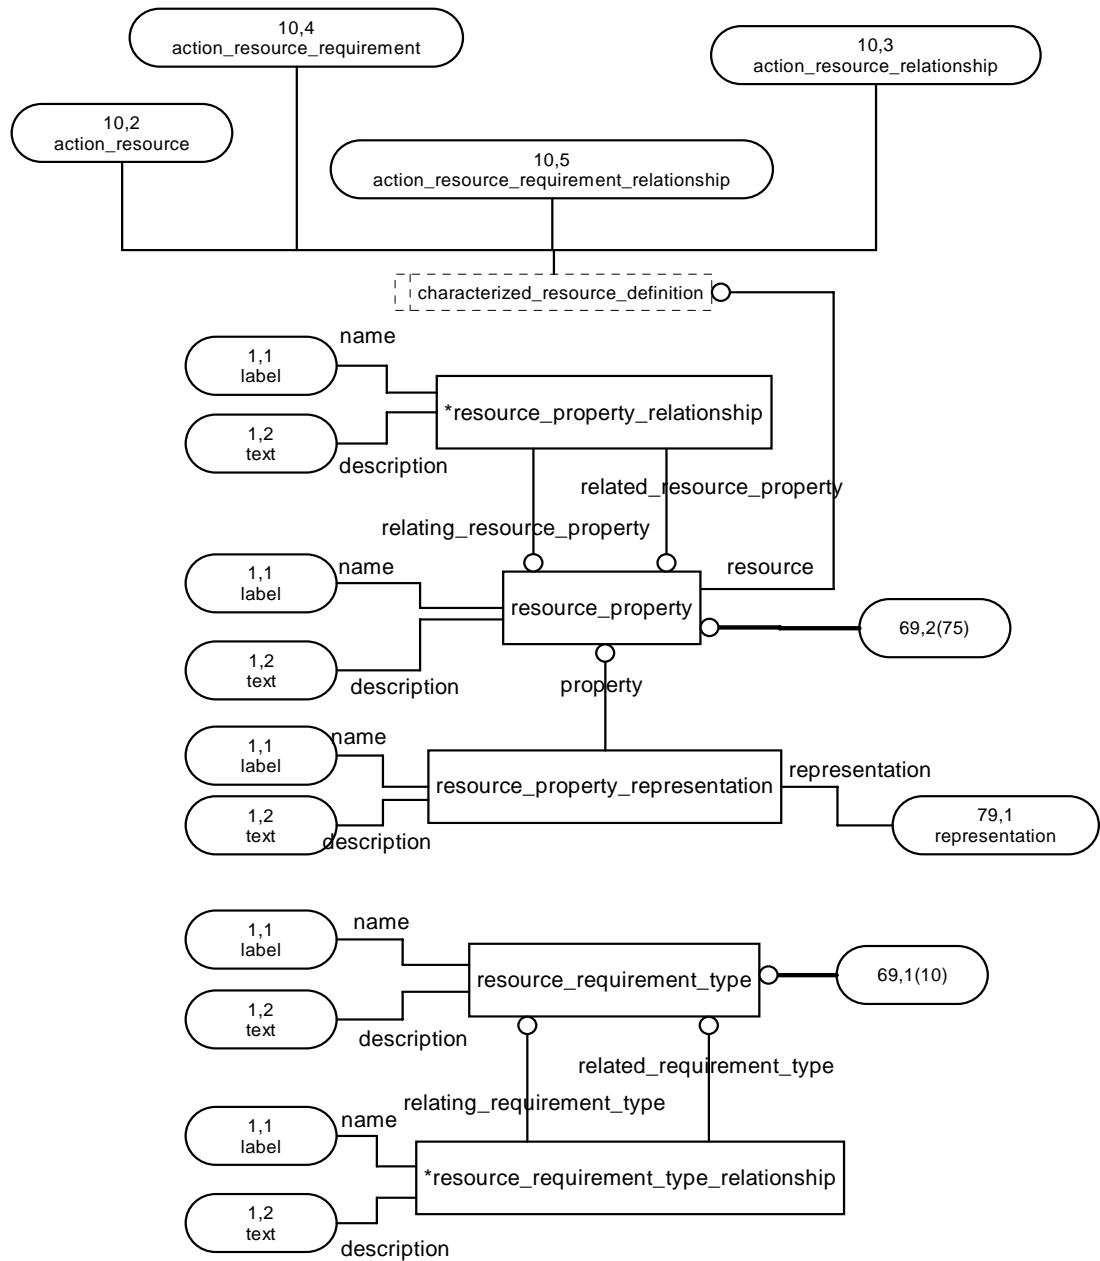 10,4
action_resource_requirement
10,3
action_resource_relationship
10,2
action_resource
10,5
action_resource_requirement_relationship
characterized_resource_definition
name
1,1
label
*resource_property_relationship
1,2
text
description
related_resource_property
relating_resource_property
name
resource
1,1
label
resource_property
69,2(75)
1,2
text
description
property
name
1,1
label
representation
resource_property_representation
1,2
text
description
79,1
representation
name
1,1
label
resource_requirement_type
69,1(10)
1,2
text
description
related_requirement_type
relating_requirement_type
name
1,1
label
*resource_requirement_type_relationship
1,2
text
description